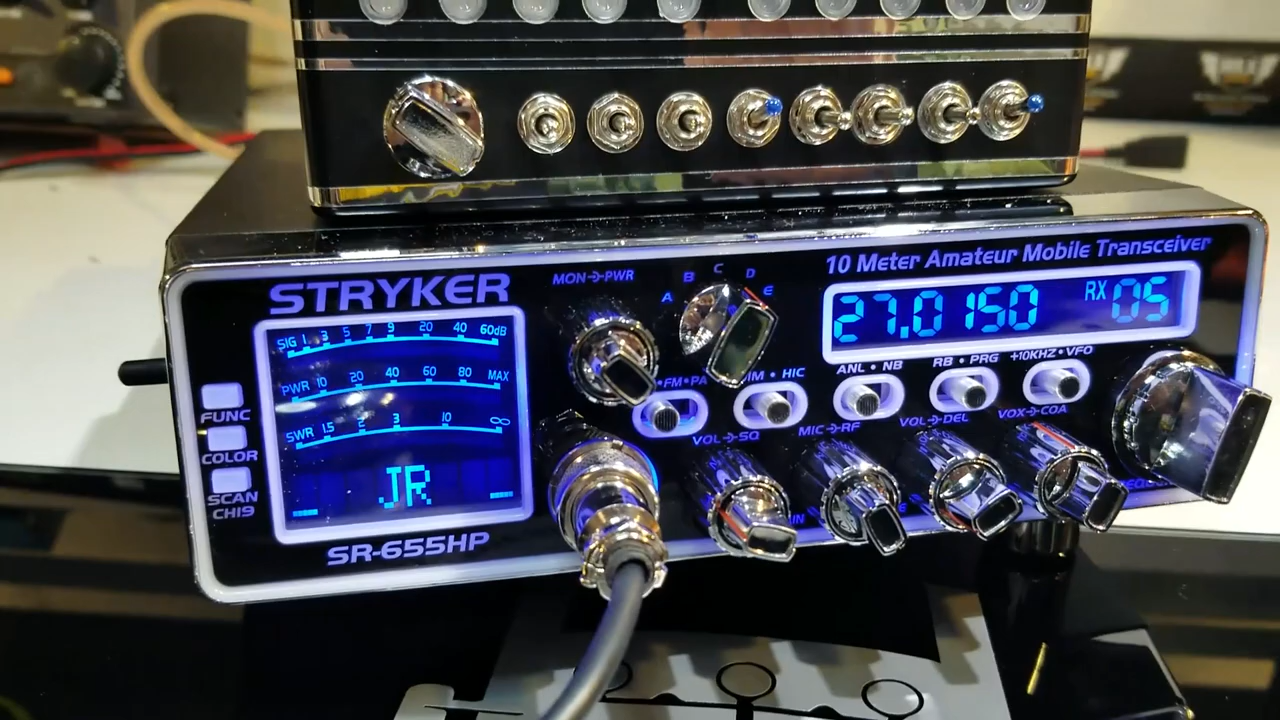 STRYKER
MON PWR
A B C D E
10 Meter Amateur Mobile Transceiver
27.0150 RX 05
SIG 1 3 5 7 9 20 40 60dB
PWR 10 20 40 60 80 MAX
SWR 1.5 2 3 10 ∞
JR
FUNC
COLOR
SCAN
CH19
SR-655HP
•FM•PA
• HIC
ANL • NB
RB • PRG
+10KHZ • VFO
VOL SQ
MIC RF
VOL DEL
VOX CQA